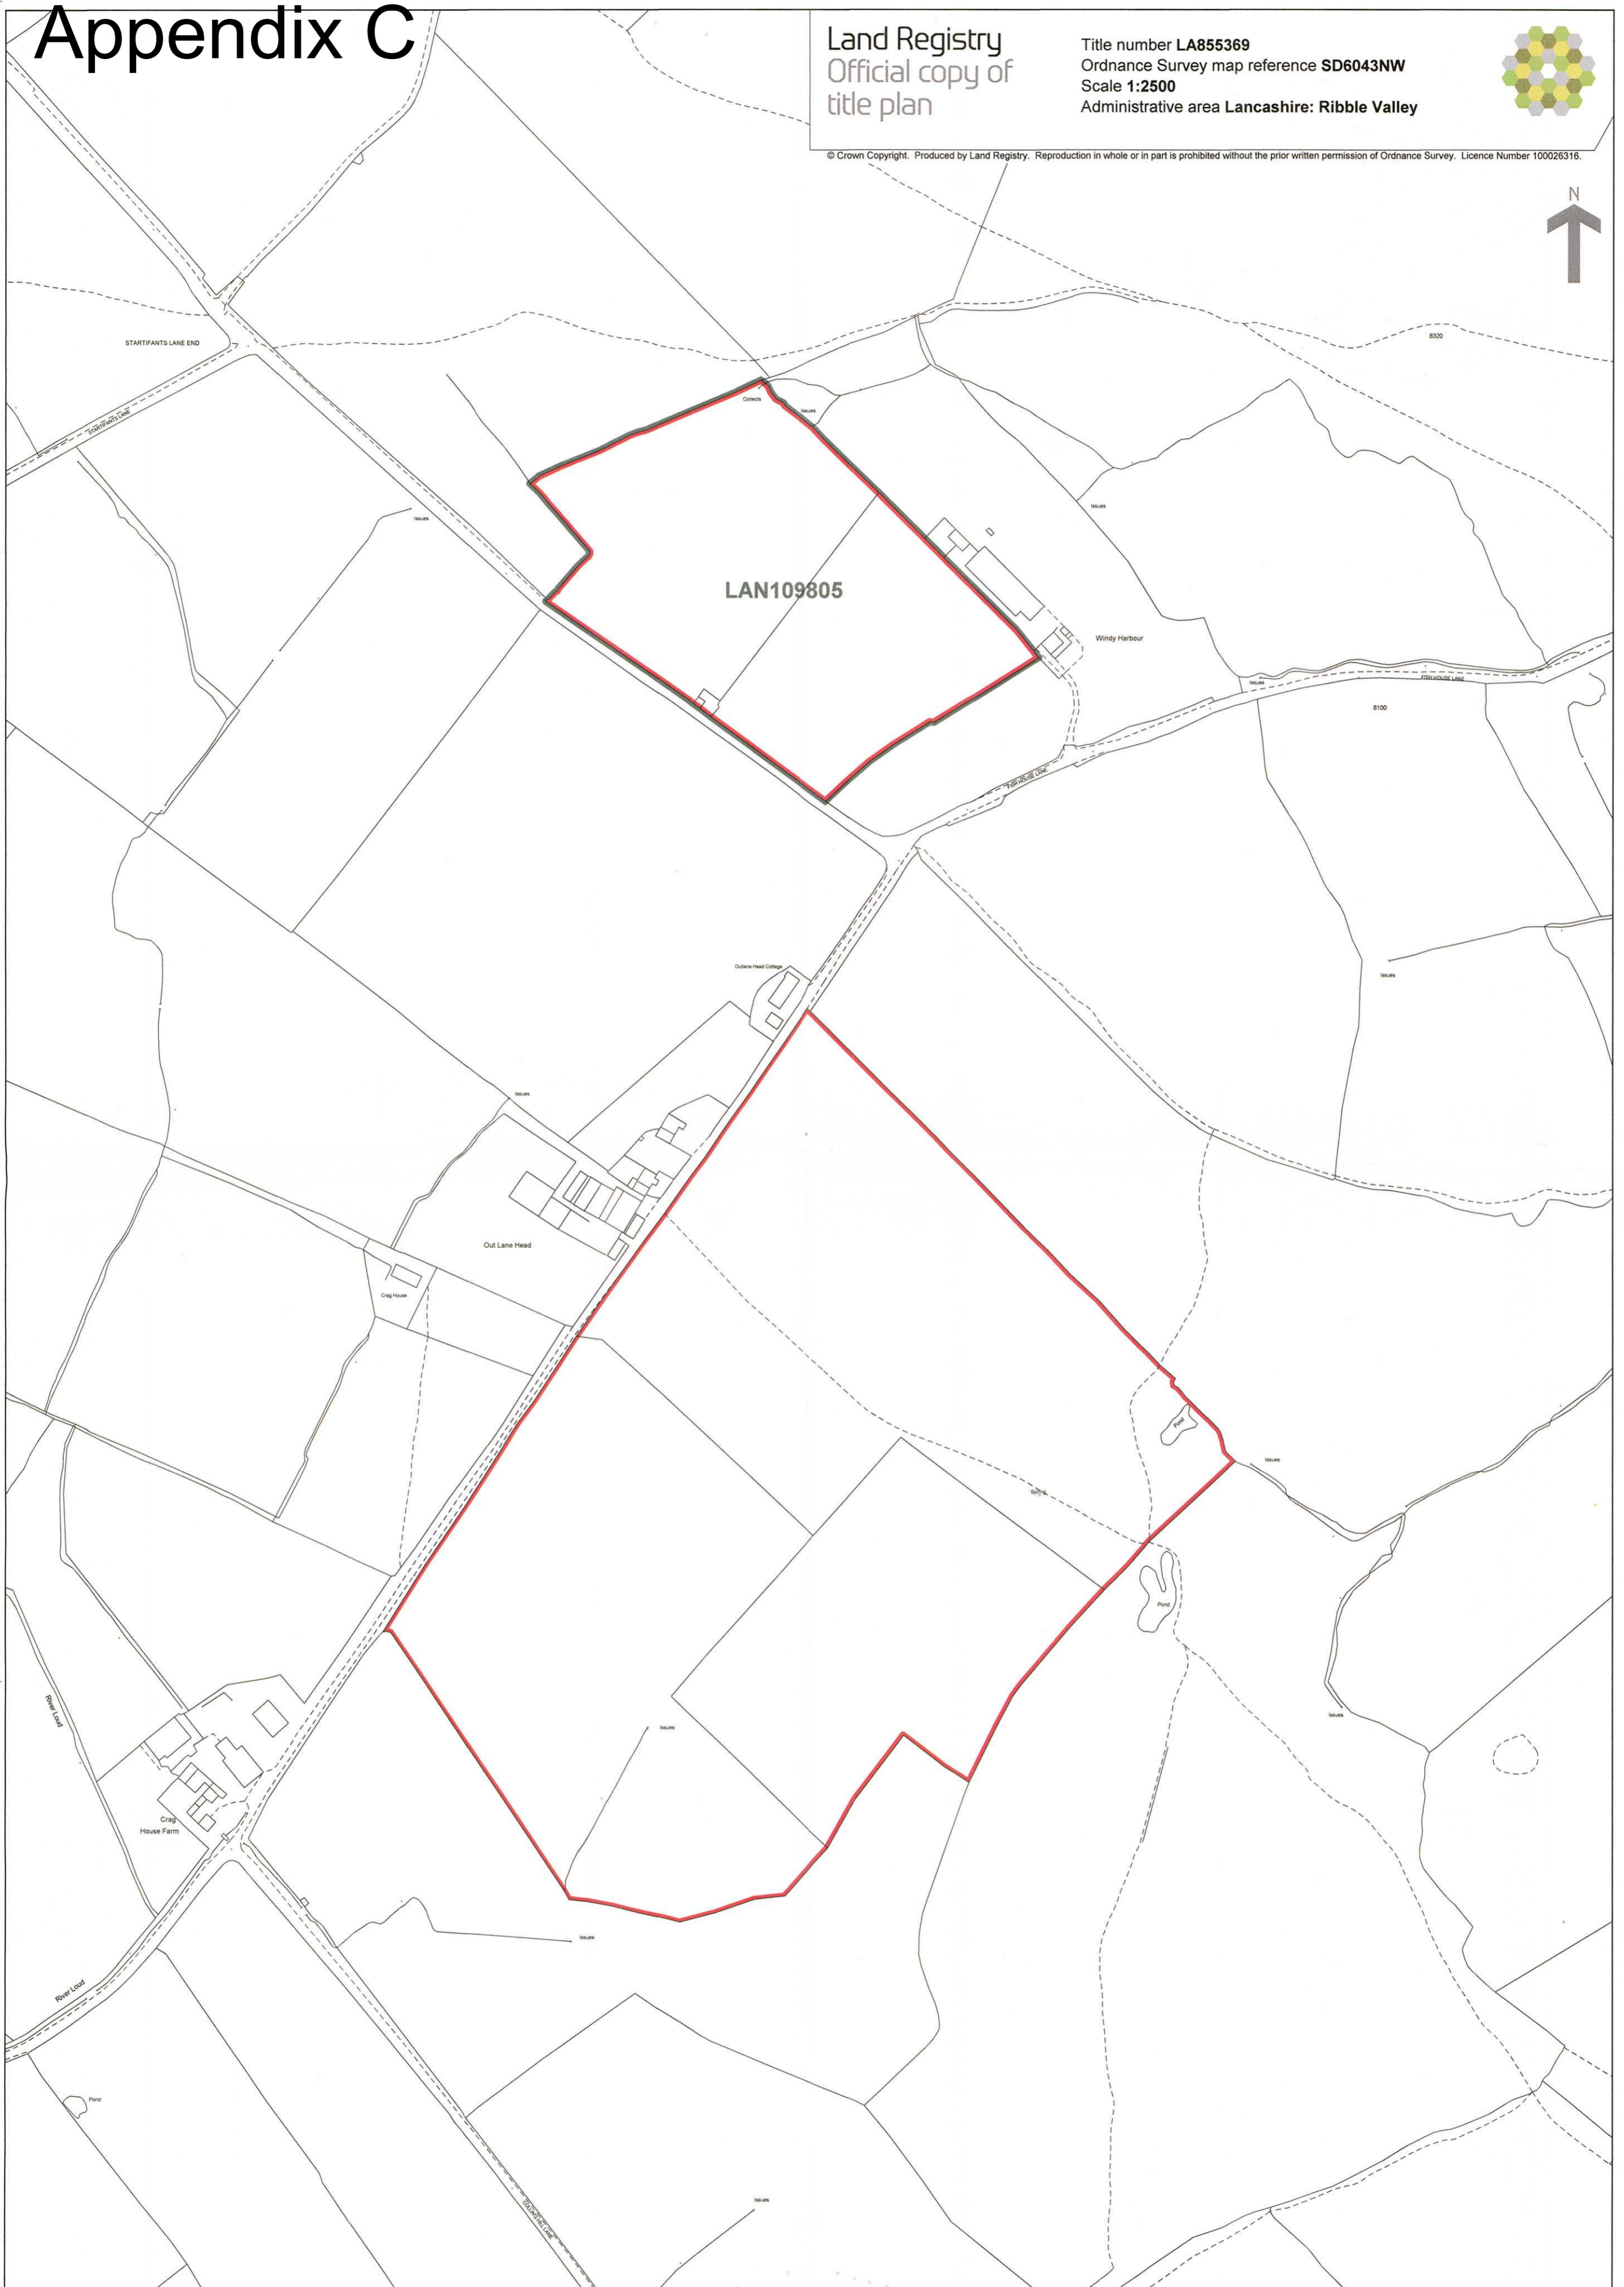 Appendix C
Land Registry
Official copy of
title plan
Title number LA855369
Ordnance Survey map reference SD6043NW
Scale 1:2500
Administrative area Lancashire: Ribble Valley
© Crown Copyright. Produced by Land Registry. Reproduction in whole or in part is prohibited without the prior written permission of Ordnance Survey. Licence Number 100026316.
N
STARTIFANTS LANE END
8320
Collects
Issues
STARTIFANTS LANE
Issues
Issues
LAN109805
Windy Harbour
Issues
FISH HOUSE LANE
8100
FISH HOUSE LANE
Outlane Head Cottage
Issues
Issues
Out Lane Head
Crag House
Pond
Issues
Spring
Pond
River Loud
Issues
Issues
Crag
House Farm
Issues
River Loud
Pond
Issues
COLLINS HILL LANE